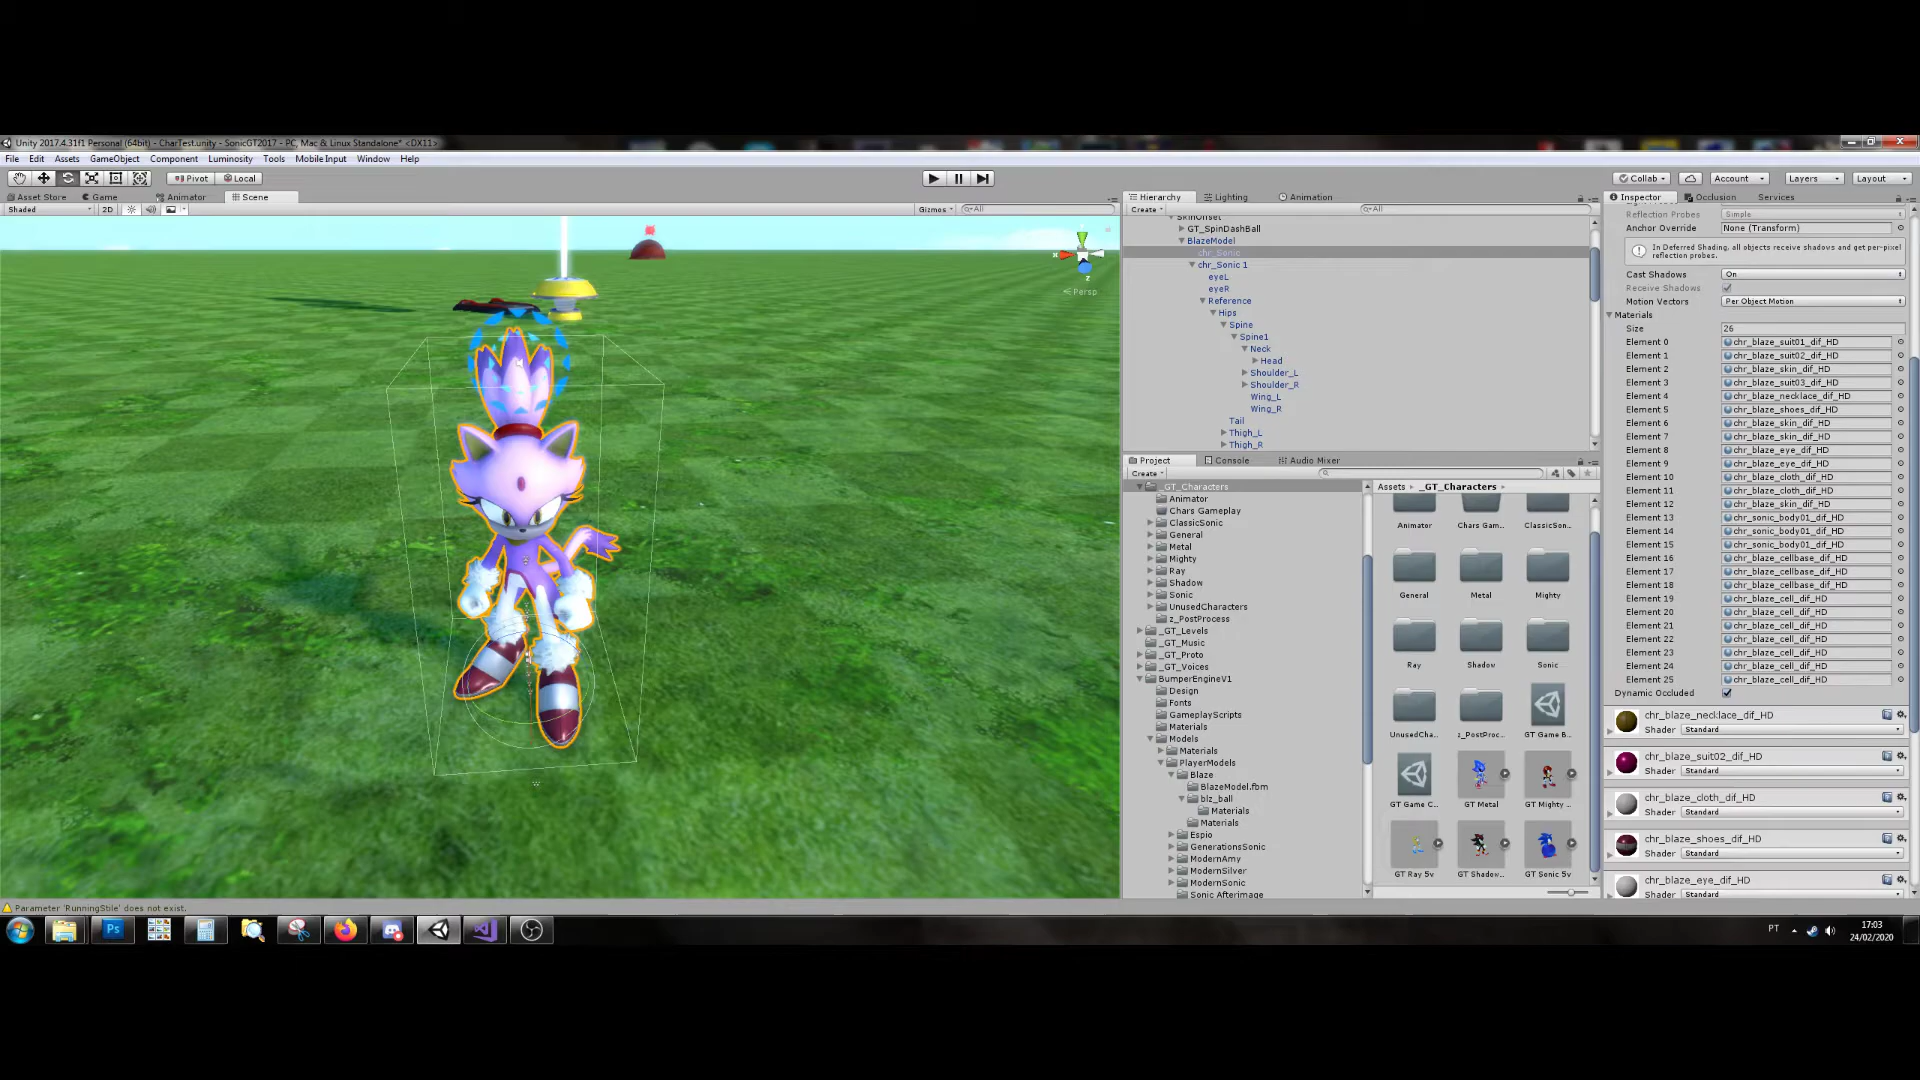 Unity 2017.4.31f1 Personal (64bit) - CharTest.unity - SonicGT2017 - PC, Mac & Linux Standalone* <DX11>
File Edit Assets GameObject Component Luminosity Tools Mobile Input Window Help
Pivot Local
Collab Account Layers Layout
Asset Store Game Animator Scene
Shaded 2D Gizmos All
x z
Persp
Hierarchy Lighting Animation
Create All
SkinOffset
GT_SpinDashBall
BlazeModel
chr_Sonic
chr_Sonic 1
eyeL
eyeR
Reference
Hips
Spine
Spine1
Neck
Head
Shoulder_L
Shoulder_R
Wing_L
Wing_R
Tail
Thigh_L
Thigh_R
Project Console Audio Mixer
Create
_GT_Characters
Animator
Chars Gameplay
ClassicSonic
General
Metal
Mighty
Ray
Shadow
Sonic
UnusedCharacters
z_PostProcess
_GT_Levels
_GT_Music
_GT_Proto
_GT_Voices
BumperEngineV1
Design
Fonts
GameplayScripts
Materials
Models
Materials
PlayerModels
Blaze
BlazeModel.fbm
blz_ball
Materials
Materials
Espio
GenerationsSonic
ModernAmy
ModernSilver
ModernSonic
Sonic Afterimage
Assets _GT_Characters
Animator Chars Gam... ClassicSon...
General Metal Mighty
Ray Shadow Sonic
UnusedCha... z_PostProc... GT Game B...
GT Game C... GT Metal GT Mighty ...
GT Ray 5v GT Shadow... GT Sonic 5v
Inspector Occlusion Services
Reflection Probes Simple
Anchor Override None (Transform)
In Deferred Shading, all objects receive shadows and get per-pixel
reflection probes.
Cast Shadows On
Receive Shadows
Motion Vectors Per Object Motion
Materials
Size 26
Element 0 chr_blaze_suit01_dif_HD
Element 1 chr_blaze_suit02_dif_HD
Element 2 chr_blaze_skin_dif_HD
Element 3 chr_blaze_suit03_dif_HD
Element 4 chr_blaze_necklace_dif_HD
Element 5 chr_blaze_shoes_dif_HD
Element 6 chr_blaze_skin_dif_HD
Element 7 chr_blaze_skin_dif_HD
Element 8 chr_blaze_eye_dif_HD
Element 9 chr_blaze_eye_dif_HD
Element 10 chr_blaze_cloth_dif_HD
Element 11 chr_blaze_cloth_dif_HD
Element 12 chr_blaze_skin_dif_HD
Element 13 chr_sonic_body01_dif_HD
Element 14 chr_sonic_body01_dif_HD
Element 15 chr_sonic_body01_dif_HD
Element 16 chr_blaze_cellbase_dif_HD
Element 17 chr_blaze_cellbase_dif_HD
Element 18 chr_blaze_cellbase_dif_HD
Element 19 chr_blaze_cell_dif_HD
Element 20 chr_blaze_cell_dif_HD
Element 21 chr_blaze_cell_dif_HD
Element 22 chr_blaze_cell_dif_HD
Element 23 chr_blaze_cell_dif_HD
Element 24 chr_blaze_cell_dif_HD
Element 25 chr_blaze_cell_dif_HD
Dynamic Occluded
chr_blaze_necklace_dif_HD
Shader Standard
chr_blaze_suit02_dif_HD
Shader Standard
chr_blaze_cloth_dif_HD
Shader Standard
chr_blaze_shoes_dif_HD
Shader Standard
chr_blaze_eye_dif_HD
Shader Standard
Parameter 'RunningStile' does not exist.
Ps
PT
17:03
24/02/2020